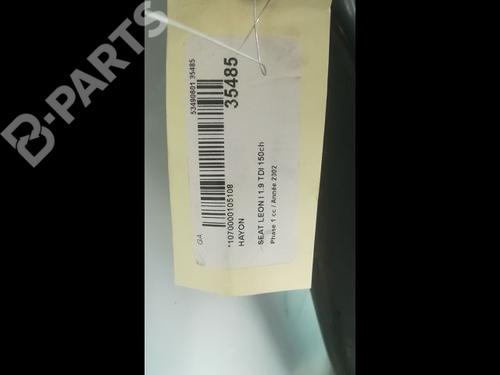 B-PARTS
53490601 35485
35485
GA
*1070000105108
HAYON
SEAT LEON I 1.9 TDI 150ch
Phase 1 cc / Année 2002